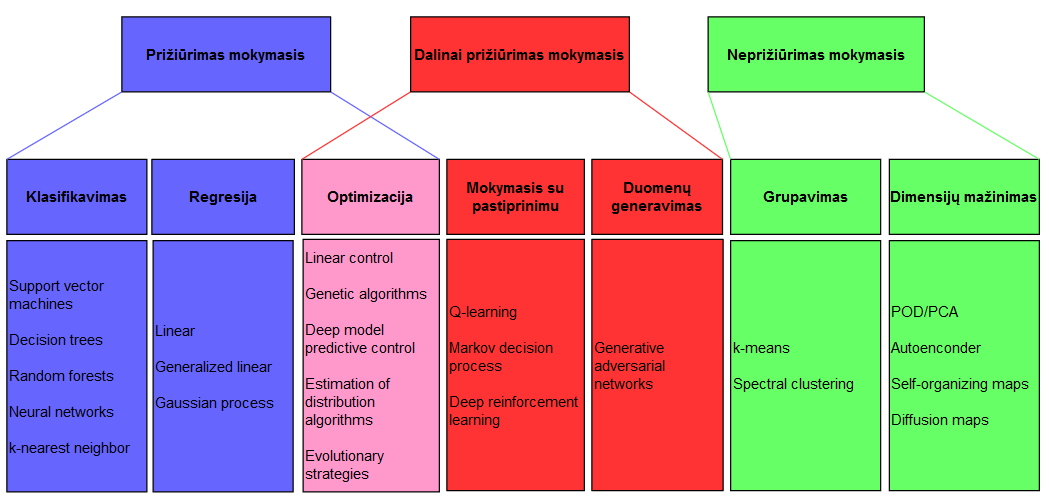 Prižiūrimas mokymasis
Dalinai prižiūrimas mokymasis
Neprižiūrimas mokymasis
Klasifikavimas
Regresija
Optimizacija
Mokymasis su
pastiprinimu
Duomenų
generavimas
Grupavimas
Dimensijų mažinimas
Support vector
machines
Decision trees
Random forests
Neural networks
k-nearest neighbor
Linear
Generalized linear
Gaussian process
Linear control
Genetic algorithms
Deep model
predictive control
Estimation of
distribution
algorithms
Evolutionary
strategies
Q-learning
Markov decision
process
Deep reinforcement
learning
Generative
adversarial
networks
k-means
Spectral clustering
POD/PCA
Autoenconder
Self-organizing maps
Diffusion maps